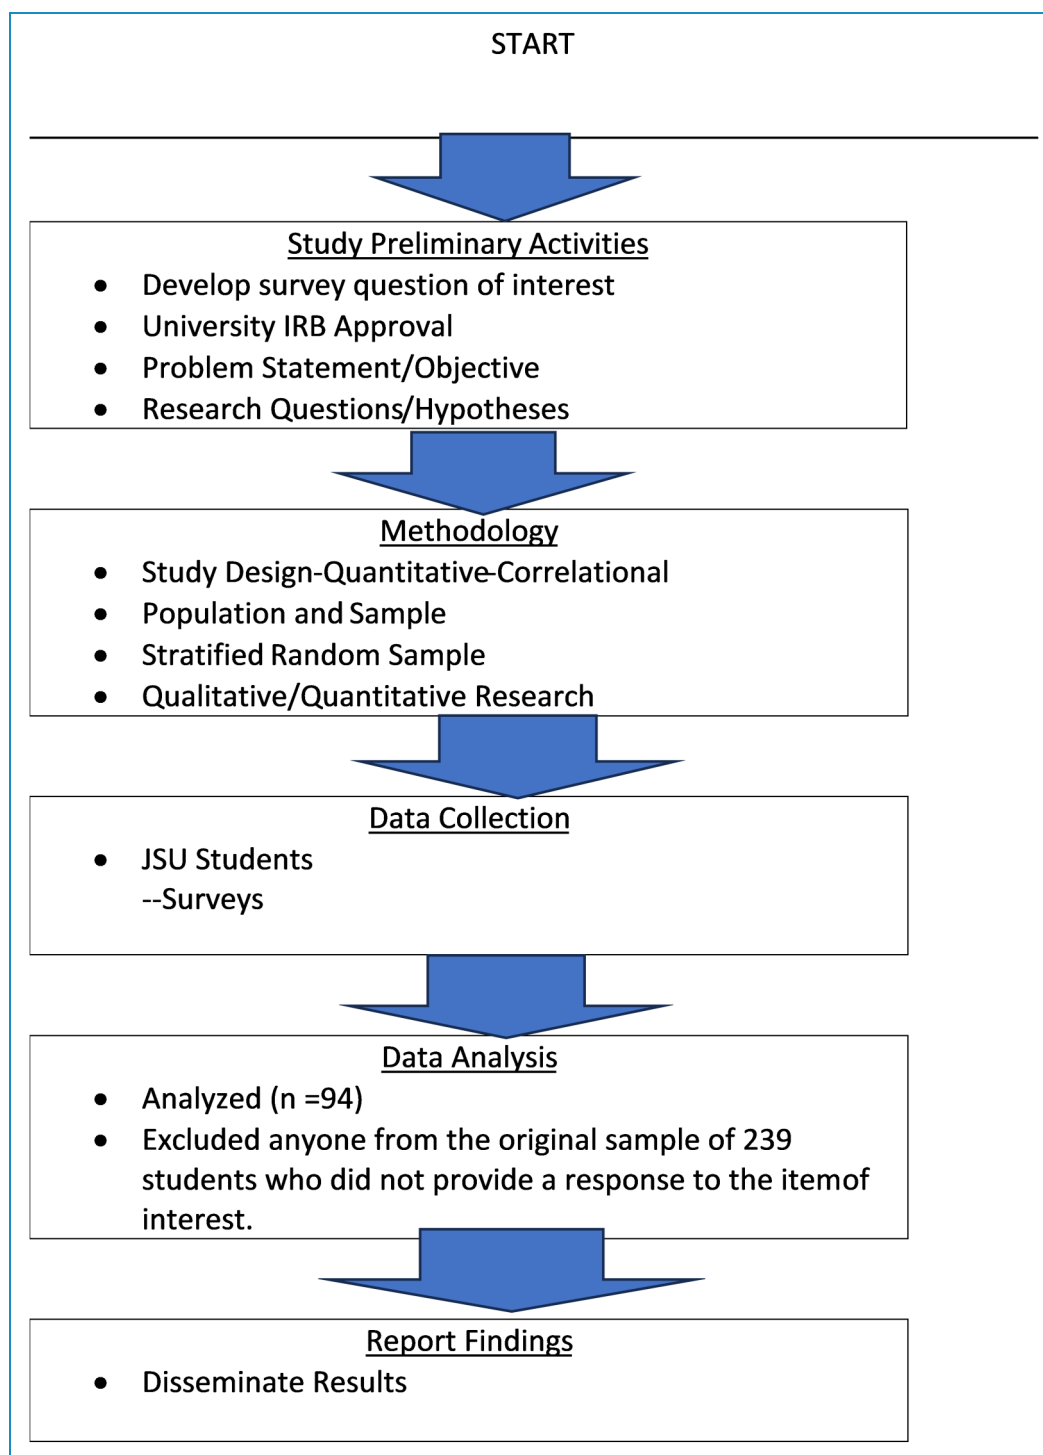 START
Study Preliminary Activities
• Develop survey question of interest
• University IRB Approval
• Problem Statement/Objective
• Research Questions/Hypotheses
Methodology
• Study Design-Quantitative-Correlational
• Population and Sample
• Stratified Random Sample
• Qualitative/Quantitative Research
Data Collection
• JSU Students
--Surveys
Data Analysis
• Analyzed (n =94)
• Excluded anyone from the original sample of 239
students who did not provide a response to the itemof
interest.
Report Findings
• Disseminate Results